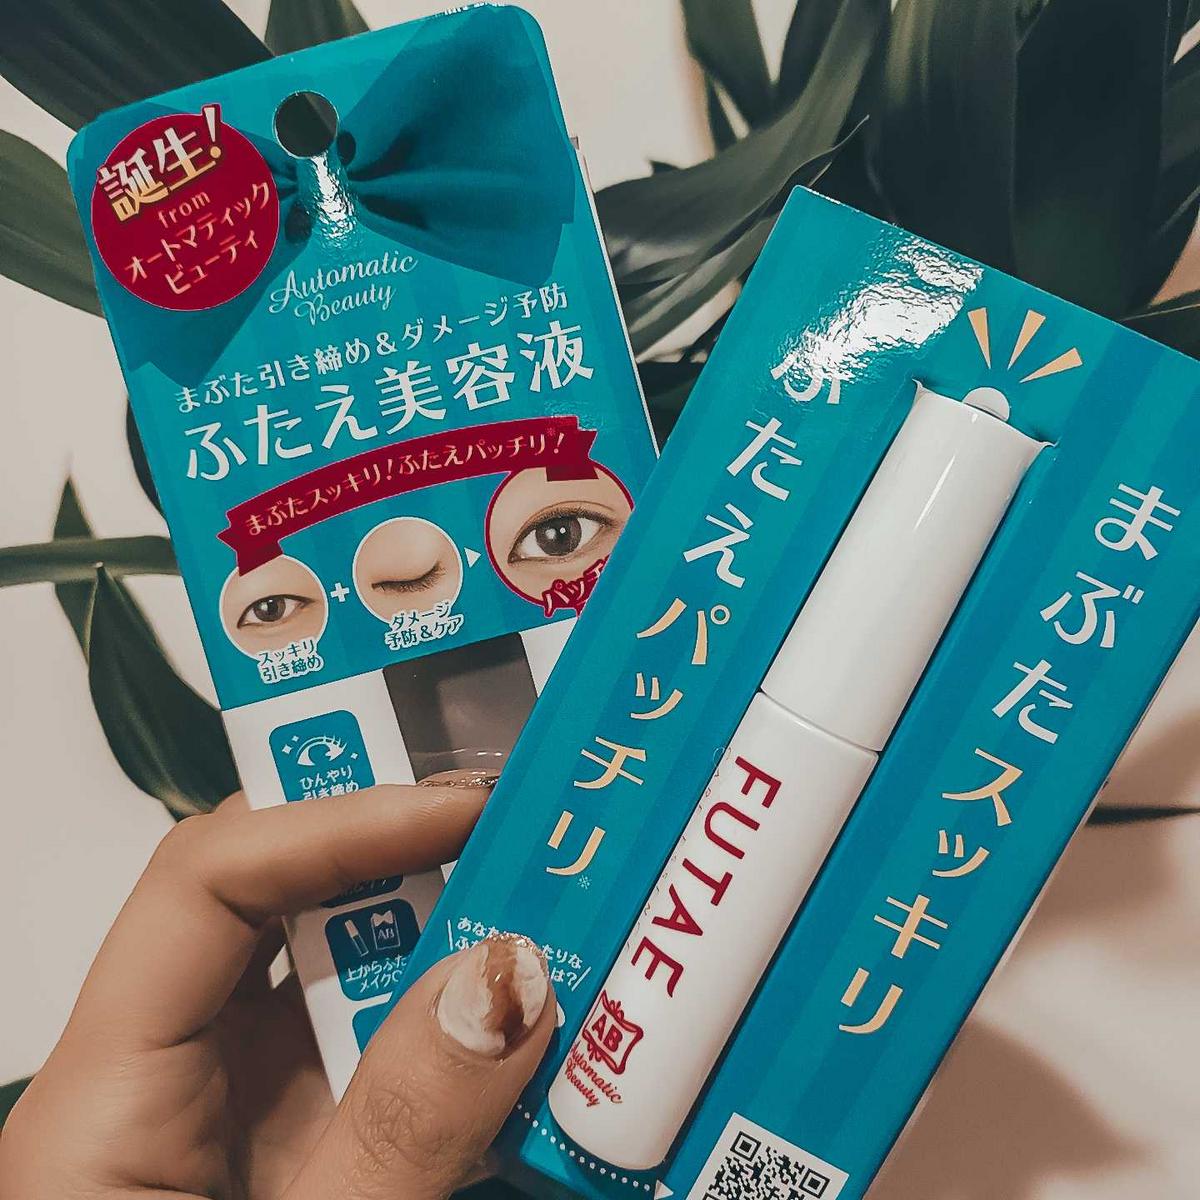 誕生!
from
オートマティック
ビューティ
Automatic
Beauty
まぶた引き締め&ダメージ予防
ふたえ美容液
まぶたスッキリ!ふたえパッチリ※!
スッキリ
引き締め
+
ダメージ
予防&ケア
ひんやり
引き締め
AB
上からふた
メイク
まぶたスッキリ
ふたえパッチリ※
FUTAE
AB
Automatic
Beauty